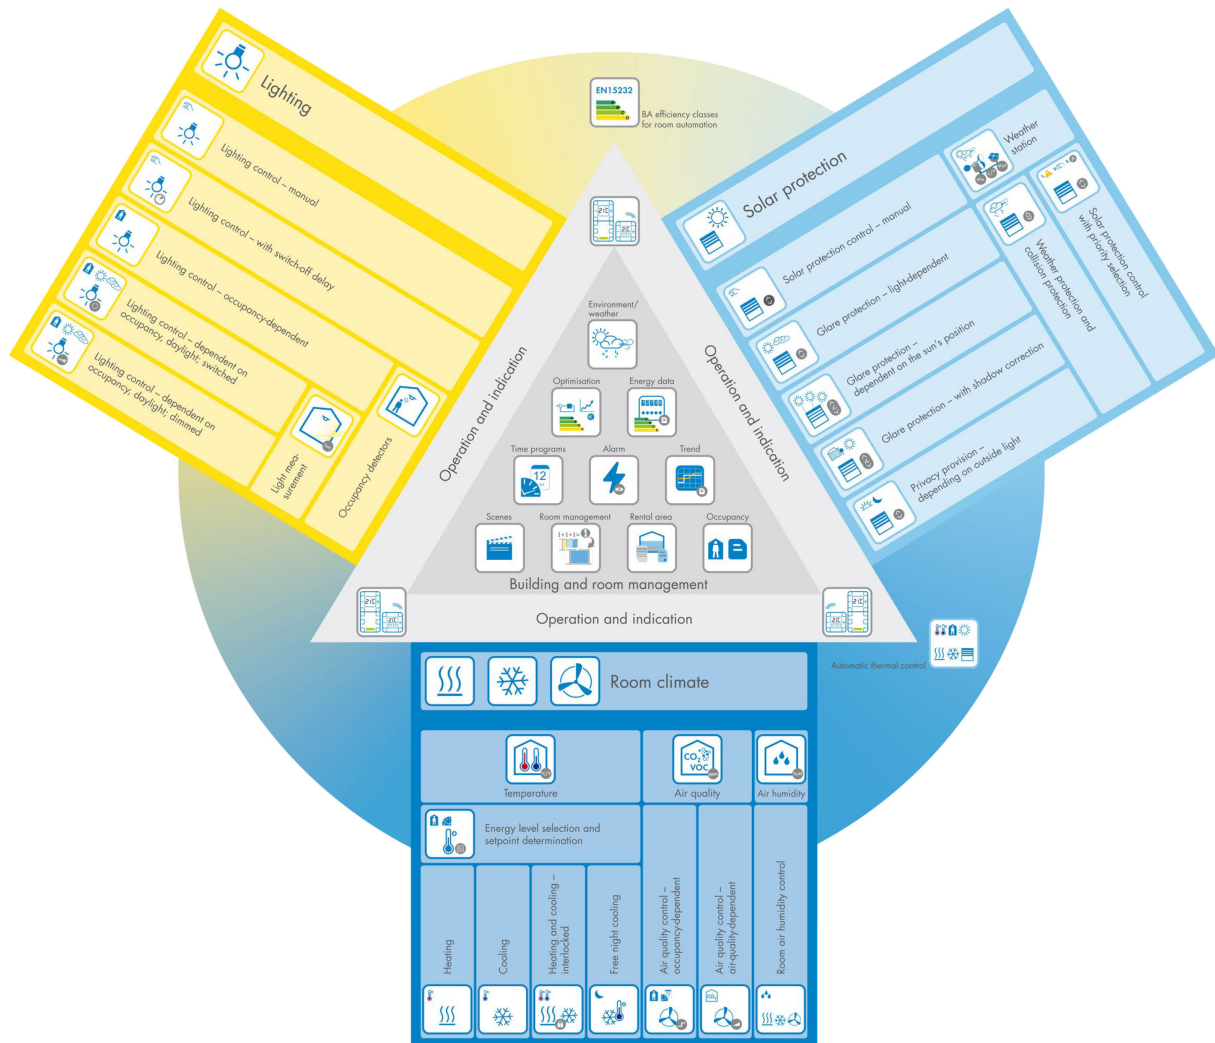 Lighting
Lighting control – manual
Lighting control – with switch-off delay
Lighting control – occupancy-dependent
Lighting control – dependent on
occupancy, daylight; switched
Lighting control – dependent on
occupancy, daylight; dimmed
Light mea-
surement
Occupancy detectors
EN15232
BA efficiency classes
for room automation
Solar protection
Weather
station
Solar protection control – manual
Glare protection – light-dependent
Glare protection –
dependent on the sun's position
Glare protection – with shadow correction
Privacy provision –
depending on outside light
Weather protection and
collision protection
Solar protection control
with priority selection
Operation and indication
Operation and indication
Environment/
weather
Optimisation
Energy data
Time programs
Alarm
Trend
12
Scenes
Room management
Rental area
Occupancy
1+1+1=
Building and room management
Operation and indication
Automatic thermal control
Room climate
CO2
VOC
Temperature
Air quality
Air humidity
Energy level selection and
setpoint determination
Heating
Cooling
Heating and cooling –
interlocked
Free night cooling
Air quality control –
occupancy-dependent
Air quality control –
air-quality-dependent
Room air humidity control
CO2